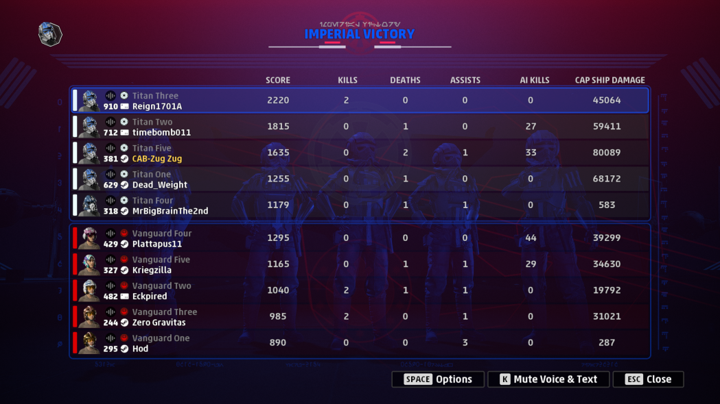 IMPERIAL VICTORY
SCORE KILLS DEATHS ASSISTS AI KILLS CAP SHIP DAMAGE
Titan Three
910 Reign1701A 2220 2 0 0 0 45064
Titan Two
712 timebomb011 1815 0 1 0 27 59411
Titan Five
381 CAB-Zug Zug 1635 0 2 1 33 80089
Titan One
629 Dead_Weight 1255 0 1 0 0 68172
Titan Four
318 MrBigBrainThe2nd 1179 0 1 1 0 583
Vanguard Four
429 Plattapus11 1295 0 0 0 44 39299
Vanguard Five
327 Kriegzilla 1165 0 1 1 29 34630
Vanguard Two
482 Eckpired 1040 2 1 1 0 19792
Vanguard Three
244 Zero Gravitas 985 2 0 1 0 31021
Vanguard One
295 Hod 890 0 0 3 0 287
SPACE Options K Mute Voice & Text ESC Close